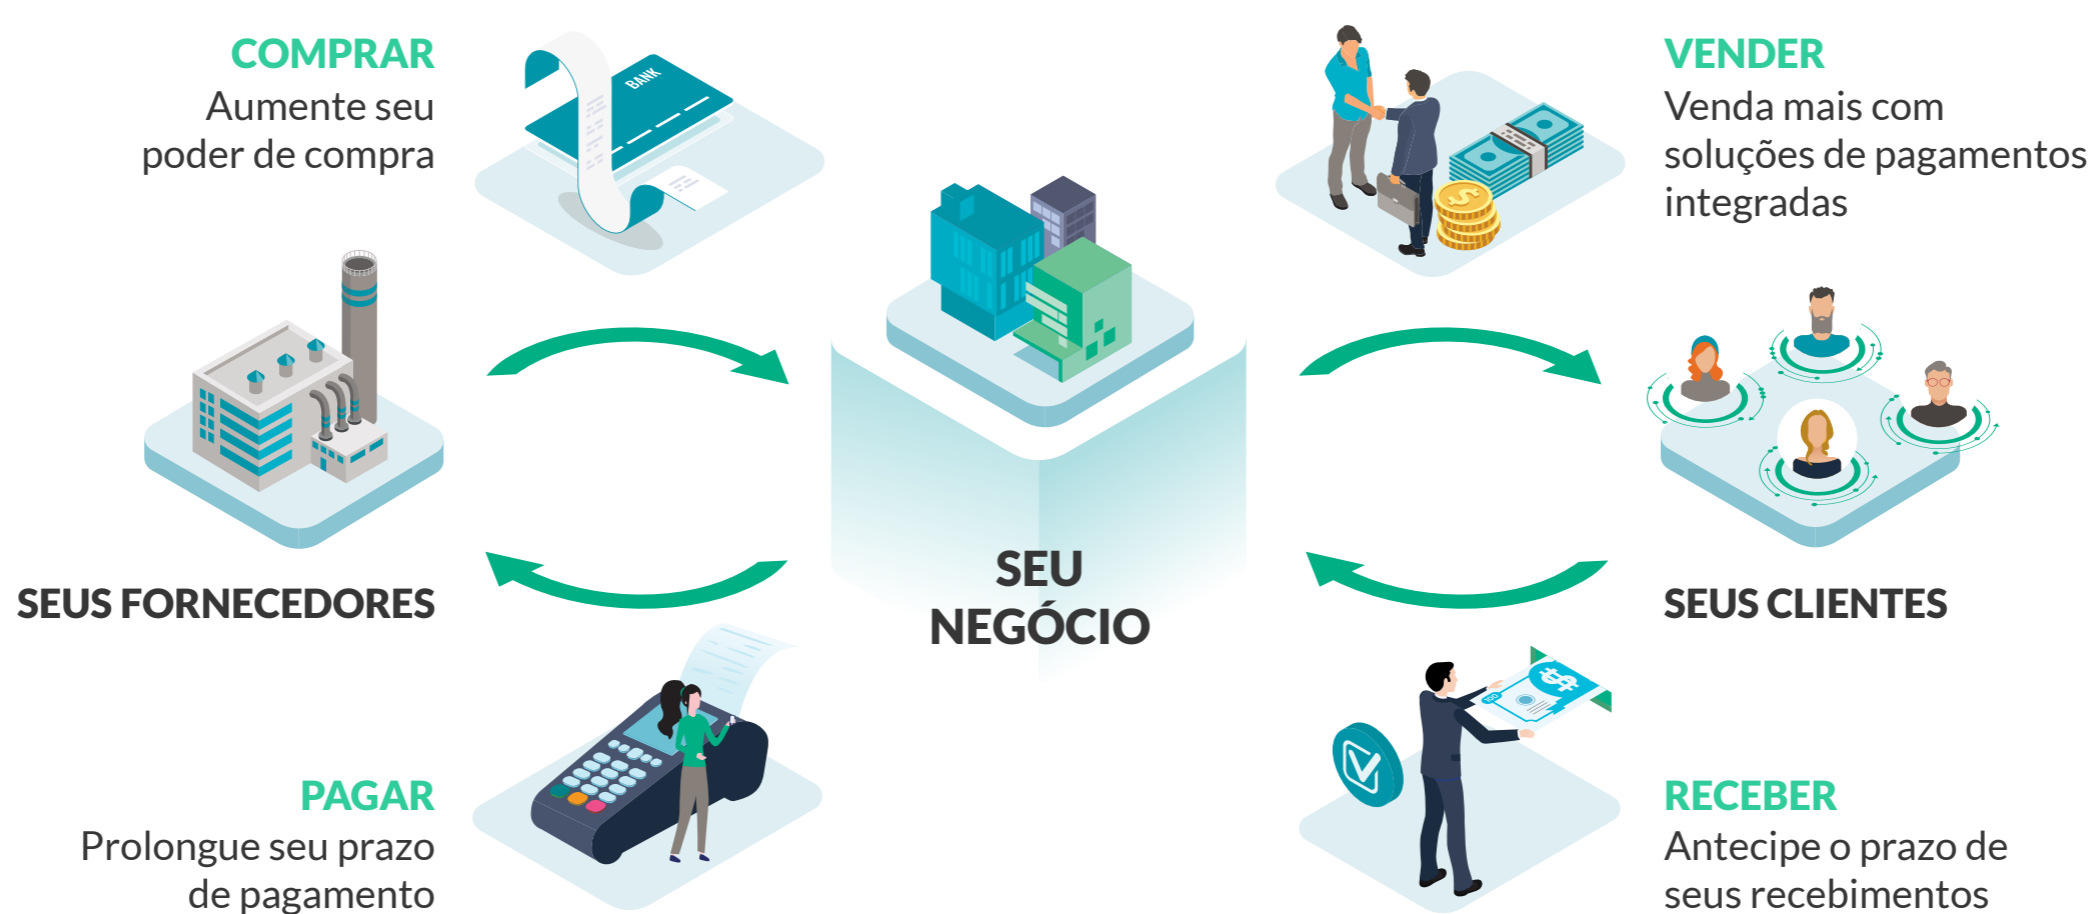 COMPRAR
Aumente seu
poder de compra
BANK
VENDER
Venda mais com
soluções de pagamentos
integradas
SEUS FORNECEDORES
SEU
NEGÓCIO
SEUS CLIENTES
PAGAR
Prolongue seu prazo
de pagamento
RECEBER
Antecipe o prazo de
seus recebimentos